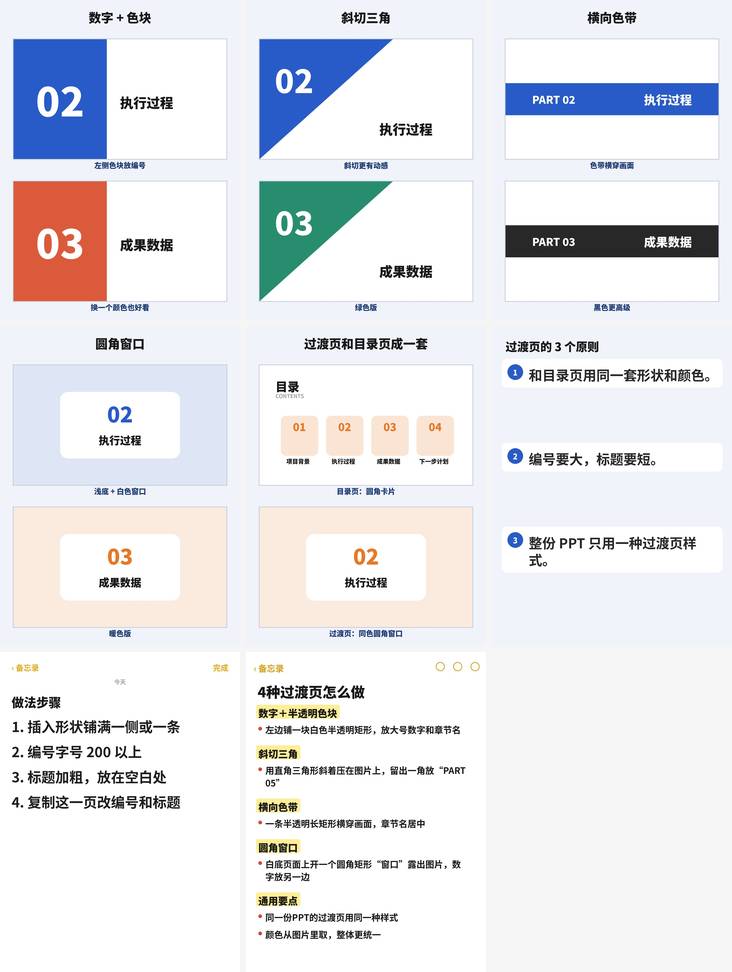 数字 + 色块
02
执行过程
左侧色块放编号
03
成果数据
换一个颜色也好看
斜切三角
02
执行过程
斜切更有动感
03
成果数据
绿色版
横向色带
PART 02
执行过程
色带横穿画面
PART 03
成果数据
黑色更高级
圆角窗口
02
执行过程
浅底 + 白色窗口
03
成果数据
暖色版
过渡页和目录页成一套
目录
CONTENTS
01
02
03
04
项目背景
执行过程
成果数据
下一步计划
目录页：圆角卡片
02
执行过程
过渡页：同色圆角窗口
过渡页的 3 个原则
1 和目录页用同一套形状和颜色。
2 编号要大，标题要短。
3 整份 PPT 只用一种过渡页样
式。
‹ 备忘录
完成
今天
做法步骤
1. 插入形状铺满一侧或一条
2. 编号字号 200 以上
3. 标题加粗，放在空白处
4. 复制这一页改编号和标题
‹ 备忘录
4种过渡页怎么做
数字＋半透明色块
• 左边铺一块白色半透明矩形，放大号数字和章节名
斜切三角
• 用直角三角形斜着压在图片上，留出一角放“PART
05”
横向色带
• 一条半透明长矩形横穿画面，章节名居中
圆角窗口
• 白底页面上开一个圆角矩形“窗口”露出图片，数
字放另一边
通用要点
• 同一份PPT的过渡页用同一种样式
• 颜色从图片里取，整体更统一